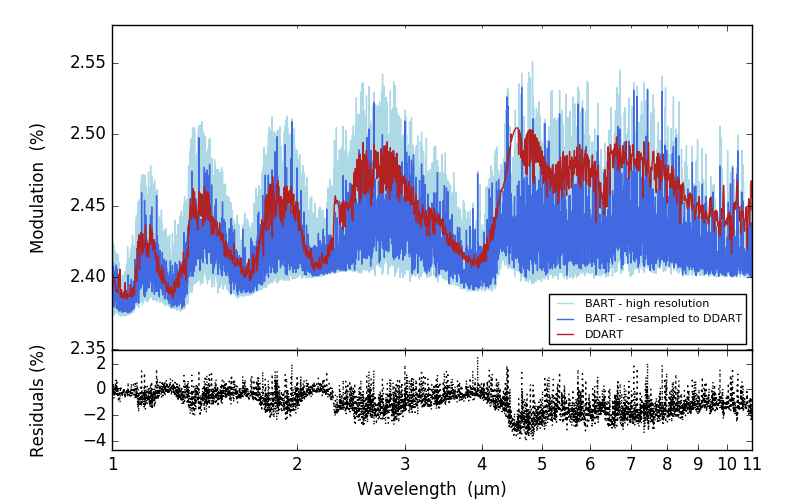 2.55
2.50
2.45
2.40
2.35
Modulation (%)
BART - high resolution
BART - resampled to DDART
DDART
2
0
−2
−4
Residuals (%)
1 2 3 4 5 6 7 8 9 10 11
Wavelength (μm)